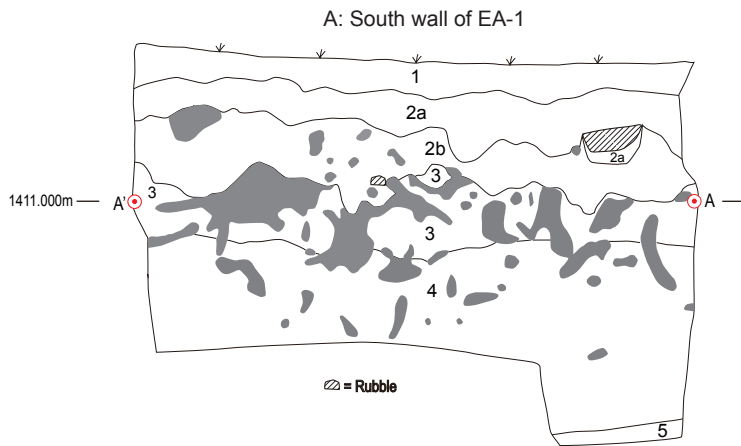 A: South wall of EA-1
1
2a
2b
2a
3
3
1411.000m
A'
A
3
4
= Rubble
5